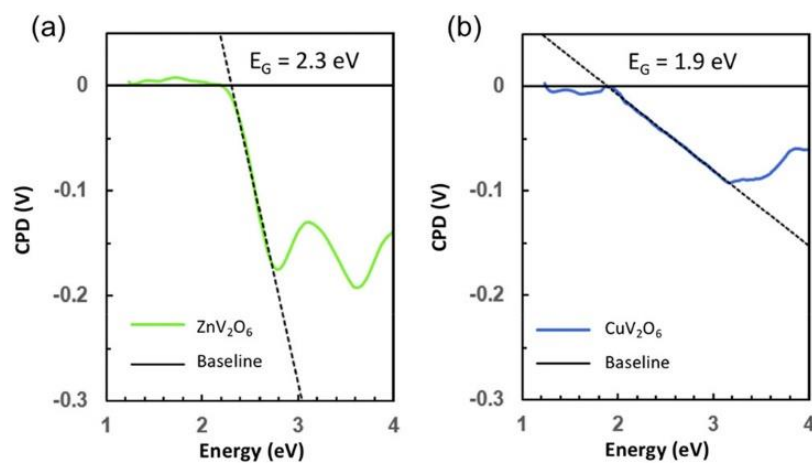 (a)
E_G = 2.3 eV
CPD (V)
0
-0.1
-0.2
-0.3
ZnV₂O₆
Baseline
1 2 3 4
Energy (eV)
(b)
E_G = 1.9 eV
CPD (V)
0
-0.1
-0.2
-0.3
CuV₂O₆
Baseline
1 2 3 4
Energy (eV)